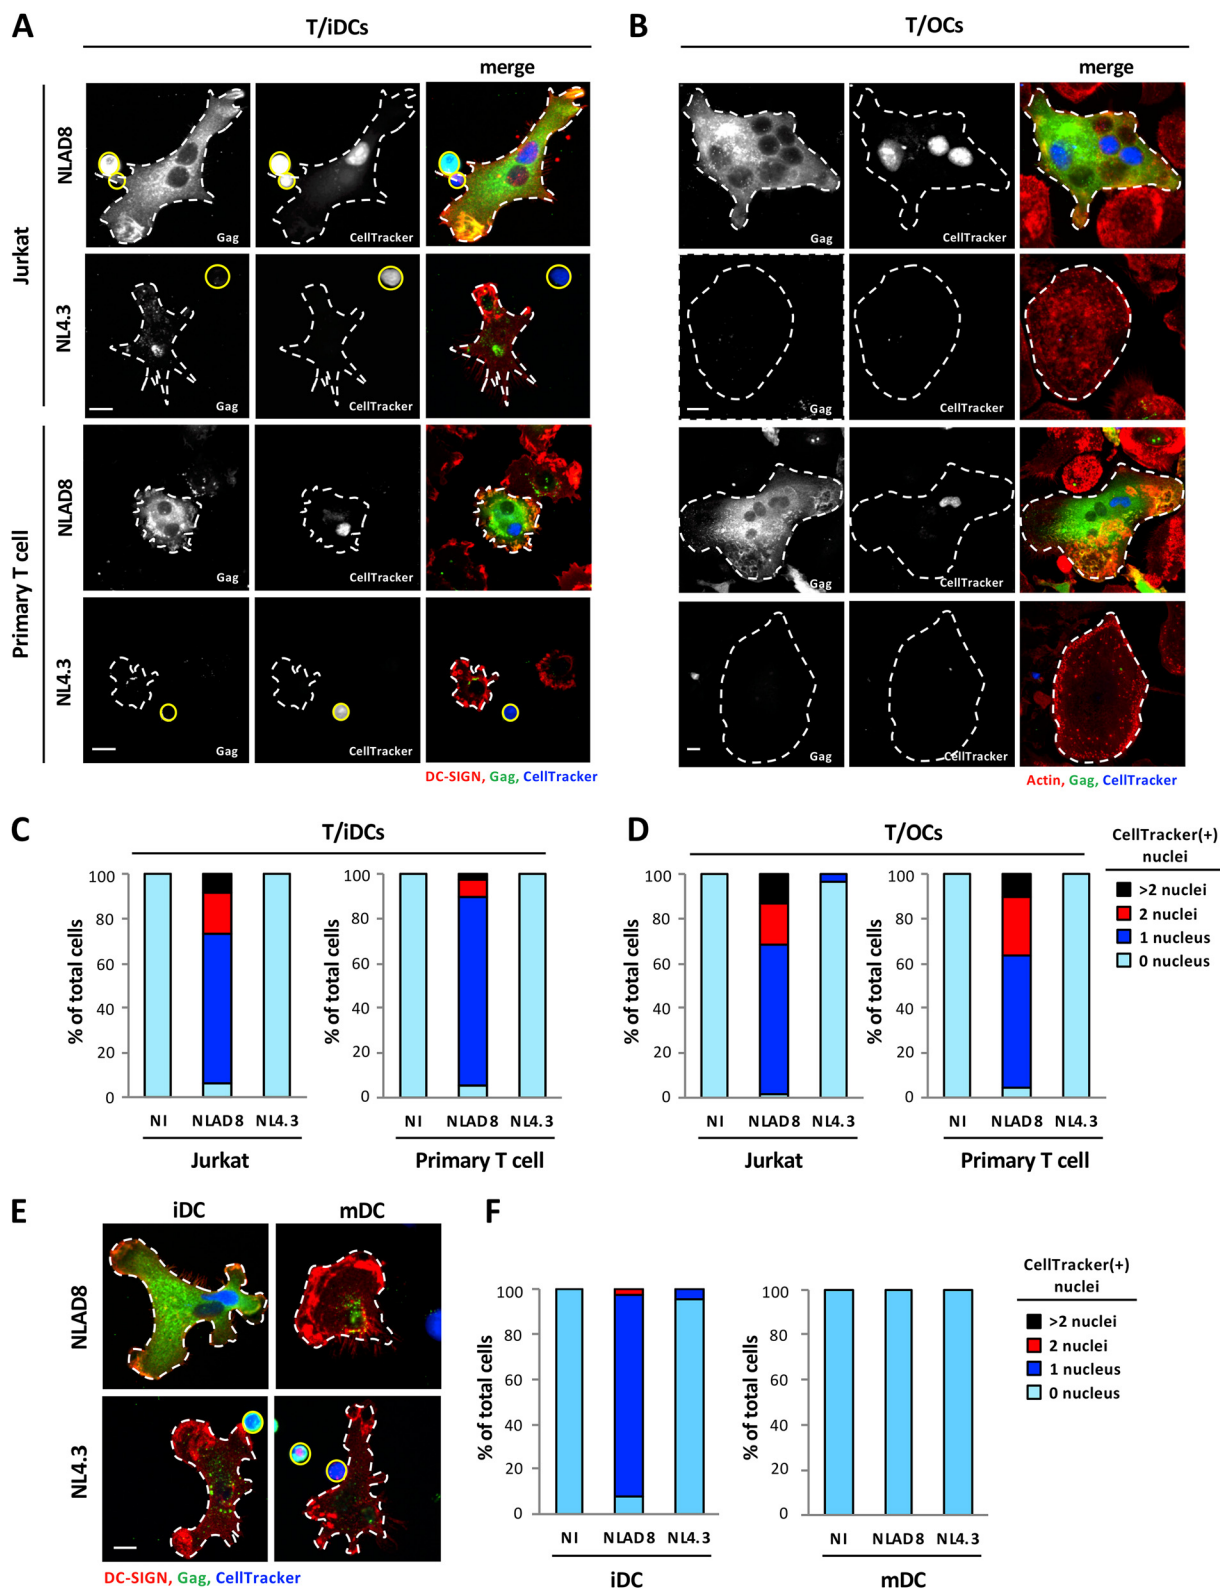 A
T/iDCs
merge
Jurkat
NLAD8
Gag
CellTracker
NL4.3
Gag
CellTracker
Primary T cell
NLAD8
Gag
CellTracker
NL4.3
Gag
CellTracker
DC-SIGN, Gag, CellTracker
B
T/OCs
merge
Gag
CellTracker
Gag
CellTracker
Gag
CellTracker
Gag
CellTracker
Actin, Gag, CellTracker
C
T/iDCs
% of total cells
100
80
60
40
20
0
NI NLAD8 NL4.3
Jurkat
% of total cells
100
80
60
40
20
0
NI NLAD8 NL4.3
Primary T cell
D
T/OCs
% of total cells
100
80
60
40
20
0
NI NLAD8 NL4.3
Jurkat
% of total cells
100
80
60
40
20
0
NI NLAD8 NL4.3
Primary T cell
CellTracker(+)
nuclei
>2 nuclei
2 nuclei
1 nucleus
0 nucleus
E
iDC mDC
NLAD8
NL4.3
DC-SIGN, Gag, CellTracker
F
% of total cells
100
80
60
40
20
0
NI NLAD8 NL4.3
iDC
% of total cells
100
80
60
40
20
0
NI NLAD8 NL4.3
mDC
CellTracker(+)
nuclei
>2 nuclei
2 nuclei
1 nucleus
0 nucleus